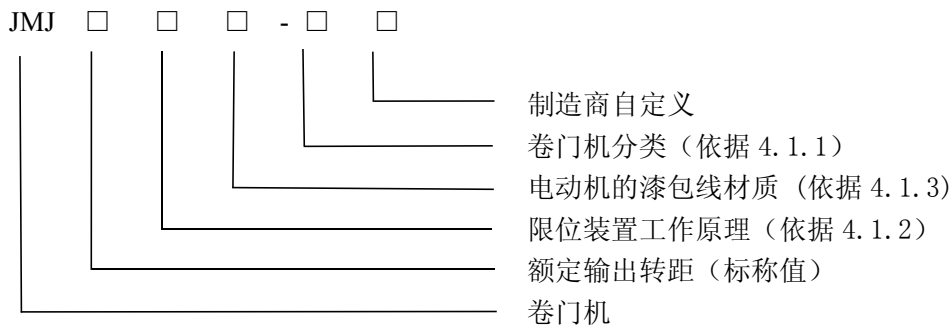 JMJ □ □ □ - □ □
制造商自定义
卷门机分类（依据 4.1.1）
电动机的漆包线材质 (依据 4.1.3)
限位装置工作原理（依据 4.1.2）
额定输出转距（标称值）
卷门机